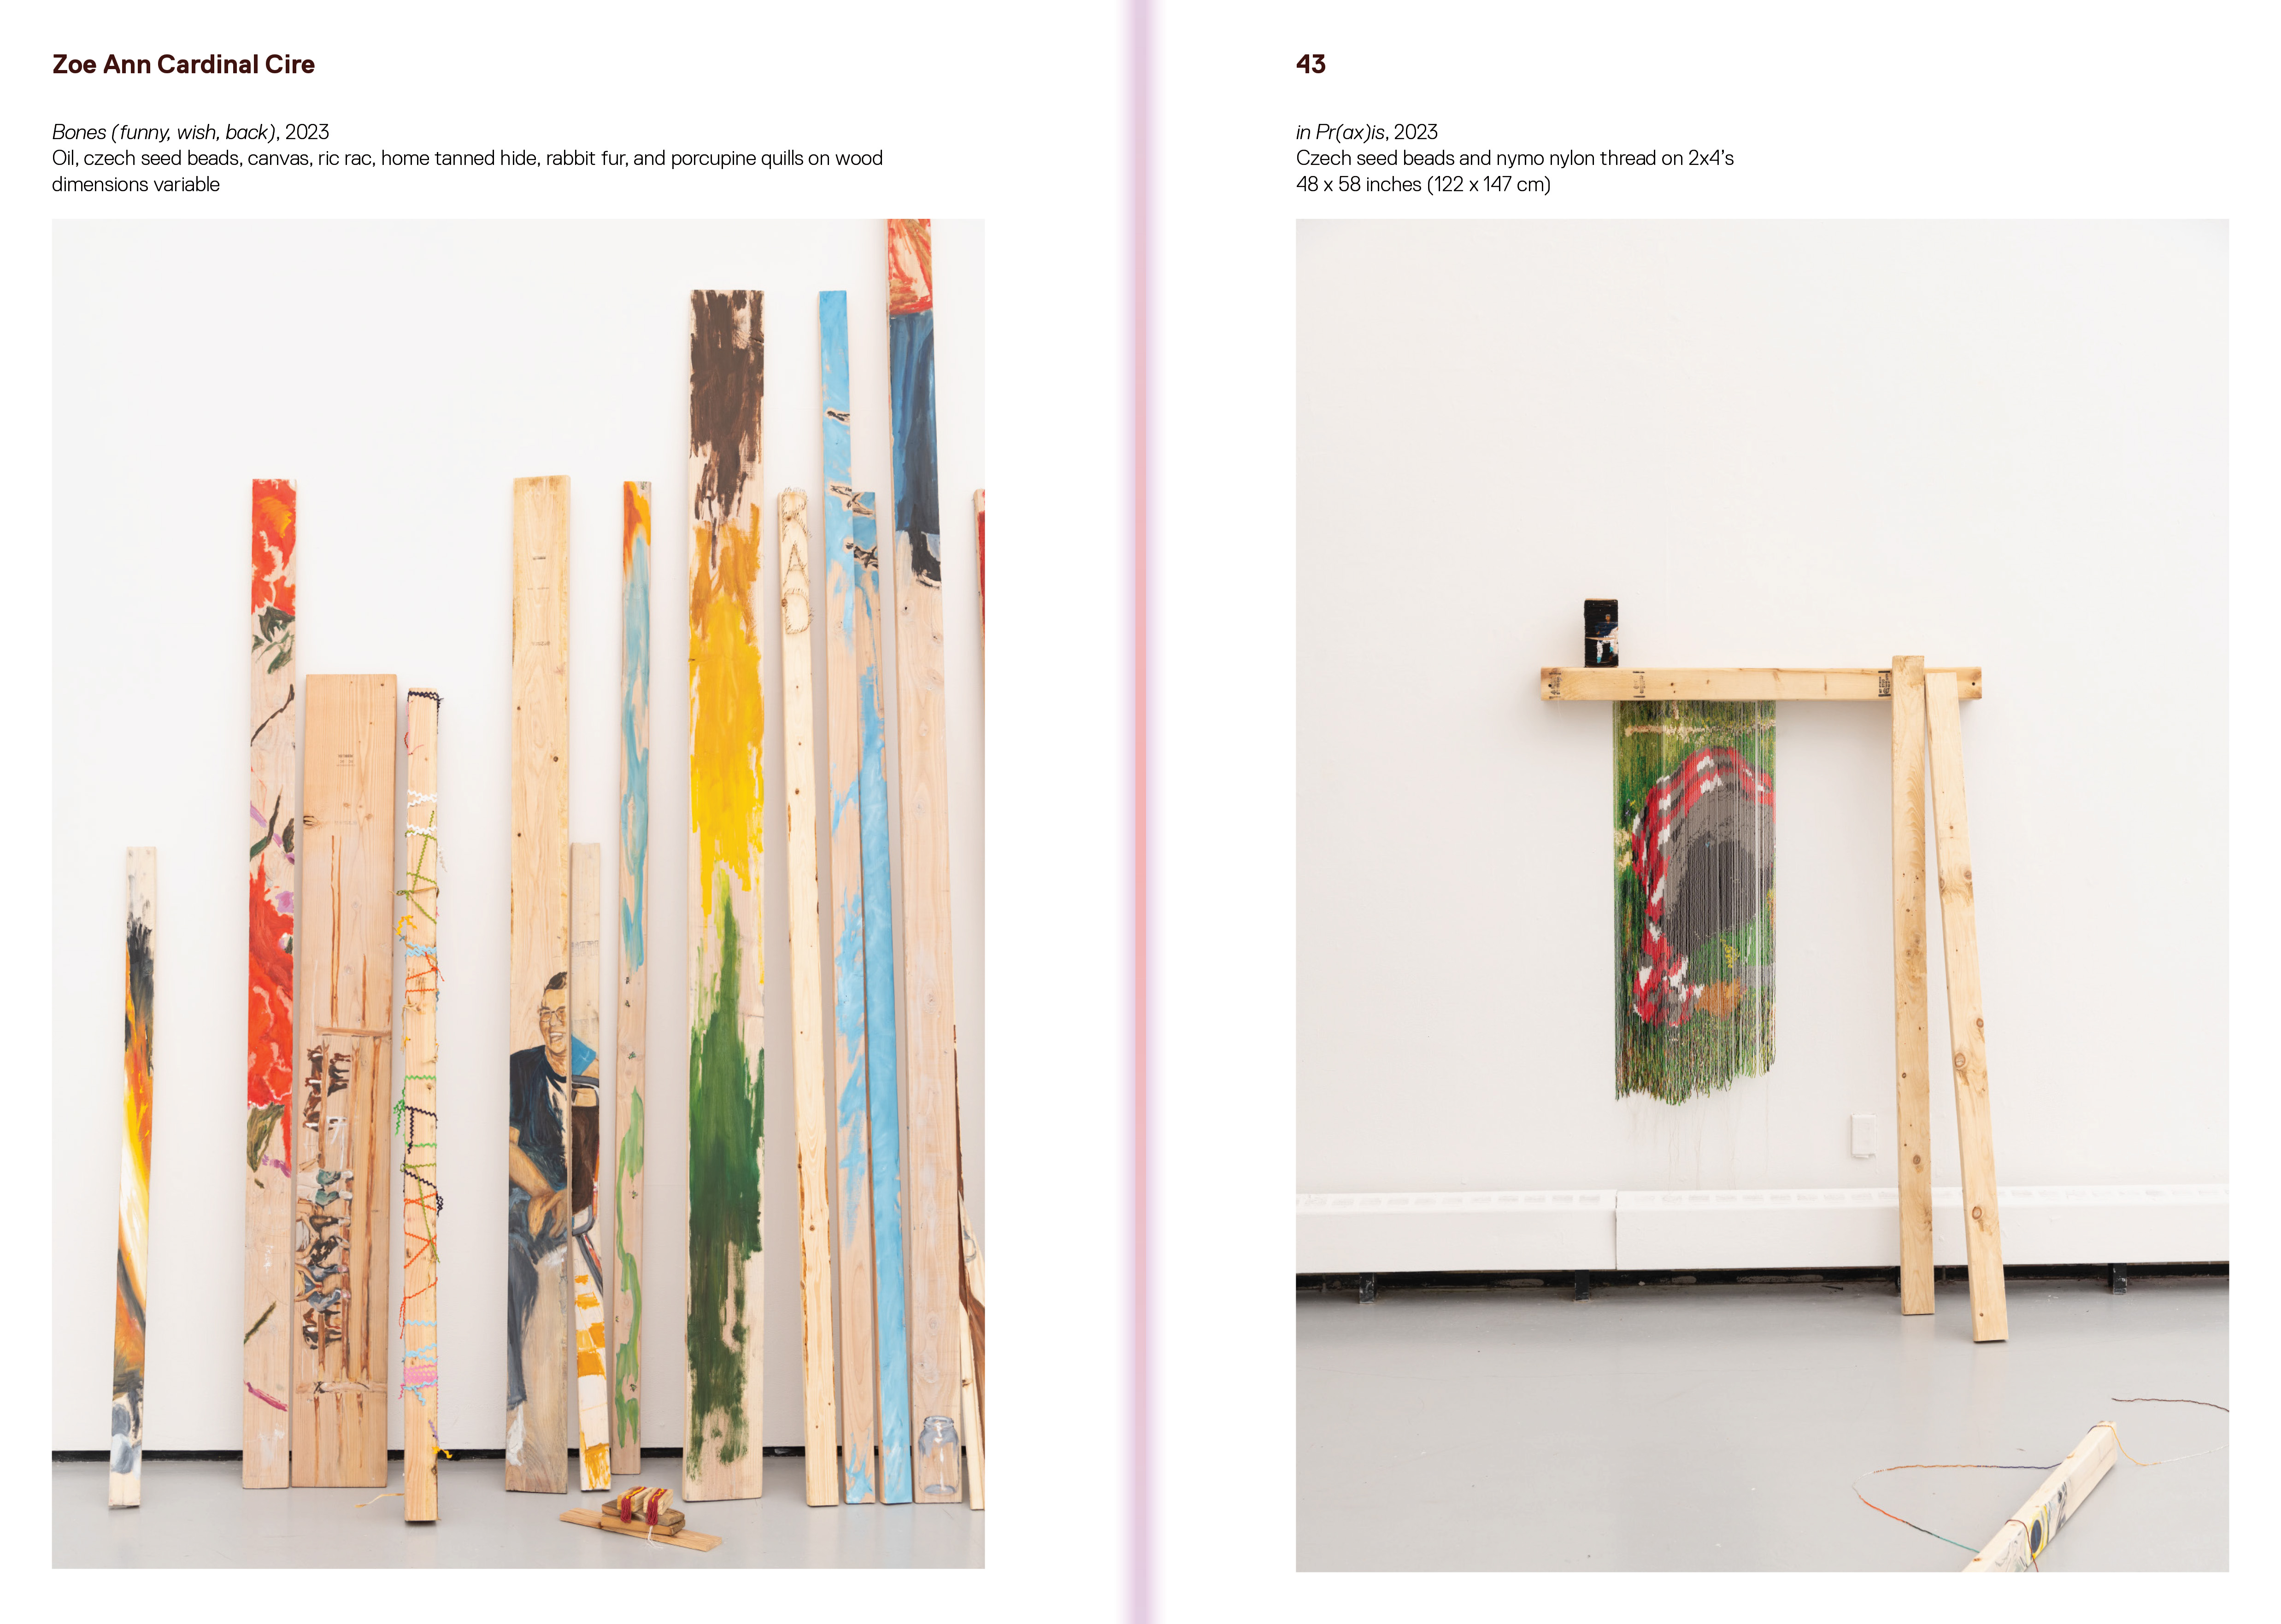 Zoe Ann Cardinal Cire
Bones (funny, wish, back), 2023
Oil, czech seed beads, canvas, ric rac, home tanned hide, rabbit fur, and porcupine quills on wood
dimensions variable
BAD
43
in Pr(ax)is, 2023
Czech seed beads and nymo nylon thread on 2x4’s
48 x 58 inches (122 x 147 cm)